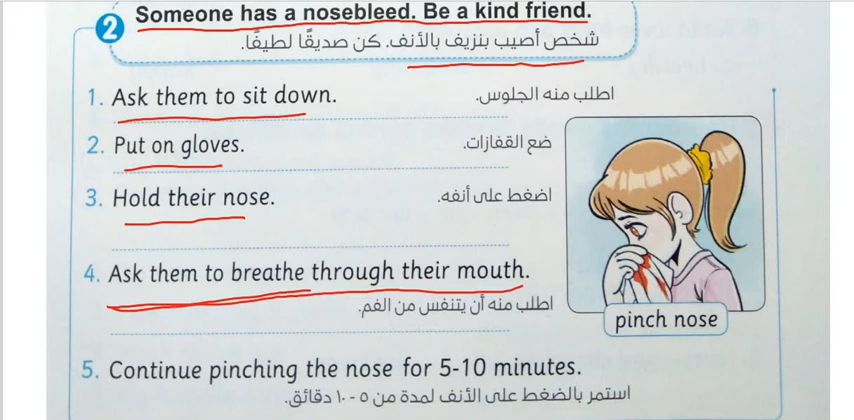 2
Someone has a nosebleed. Be a kind friend.
شخص أصيب بنزيف بالأنف. كن صديقًا لطيفًا.
1. Ask them to sit down.
اطلب منه الجلوس.
2. Put on gloves.
ضع القفازات.
3. Hold their nose.
اضغط على أنفه.
4. Ask them to breathe through their mouth.
اطلب منه أن يتنفس من الفم.
pinch nose
5. Continue pinching the nose for 5-10 minutes.
استمر بالضغط على الأنف لمدة من ٥ - ١٠ دقائق.